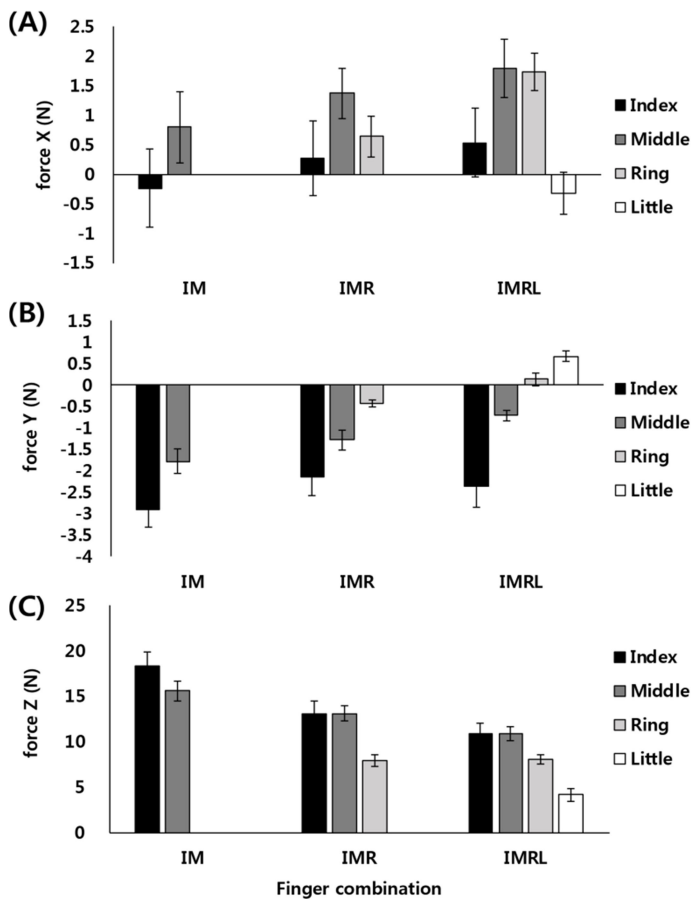 (A)
force X (N)
2.5
2
1.5
1
0.5
0
-0.5
-1
-1.5
IM
IMR
IMRL
Index
Middle
Ring
Little
(B)
force Y (N)
1.5
1
0.5
0
-0.5
-1
-1.5
-2
-2.5
-3
-3.5
-4
IM
IMR
IMRL
Index
Middle
Ring
Little
(C)
force Z (N)
25
20
15
10
5
0
IM
IMR
IMRL
Index
Middle
Ring
Little
Finger combination